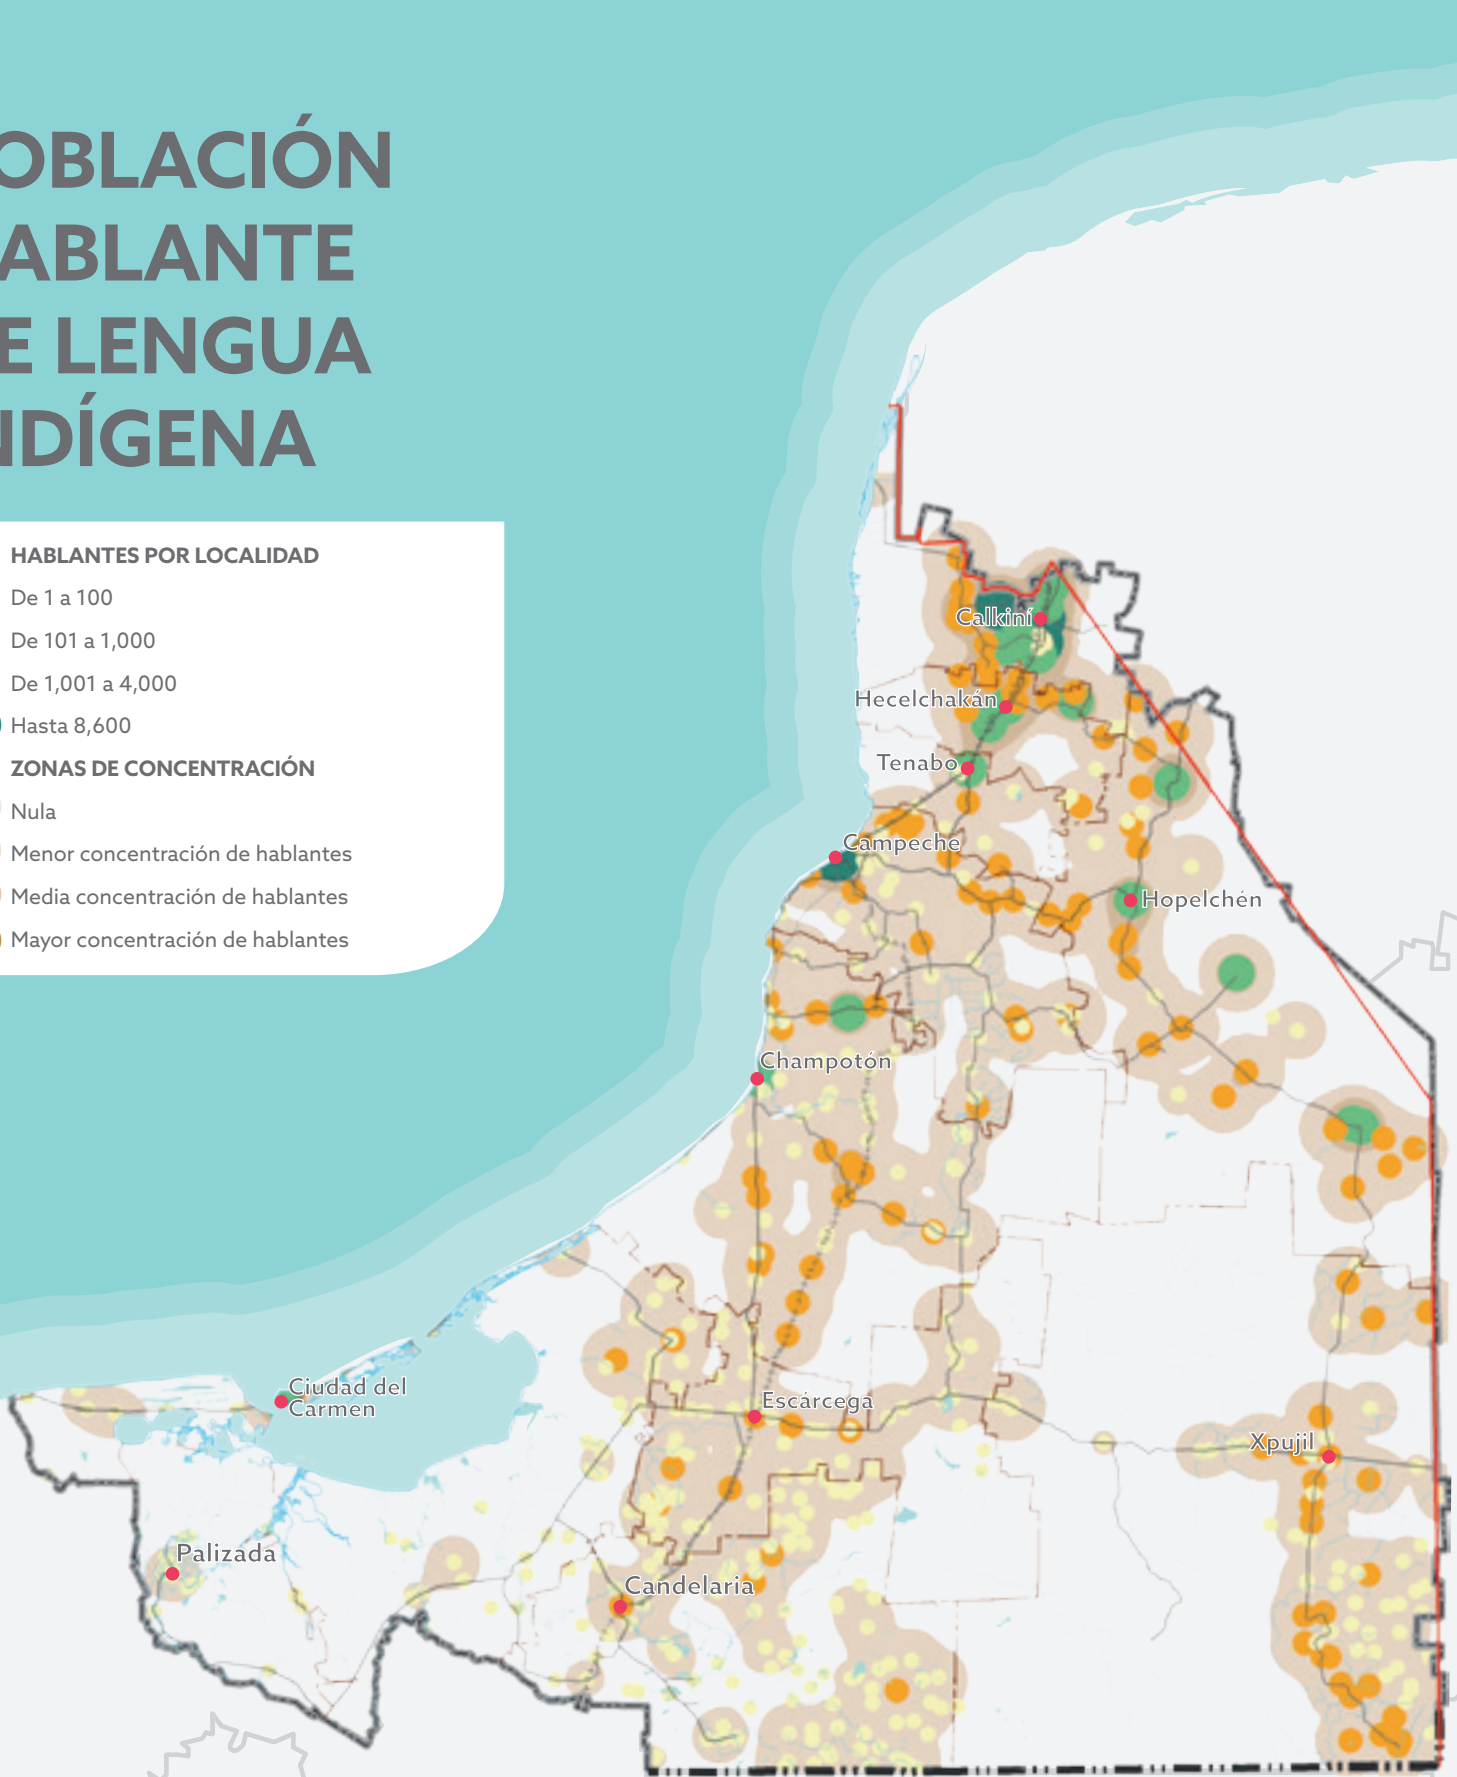 OBLACIÓN
ABLANTE
E LENGUA
NDÍGENA
HABLANTES POR LOCALIDAD
De 1 a 100
De 101 a 1,000
De 1,001 a 4,000
Hasta 8,600
ZONAS DE CONCENTRACIÓN
Nula
Menor concentración de hablantes
Media concentración de hablantes
Mayor concentración de hablantes
Calkiní
Hecelchakán
Tenabo
Campeche
Hopelchén
Champotón
Ciudad del
Carmen
Escárcega
Xpujil
Palizada
Candelaria